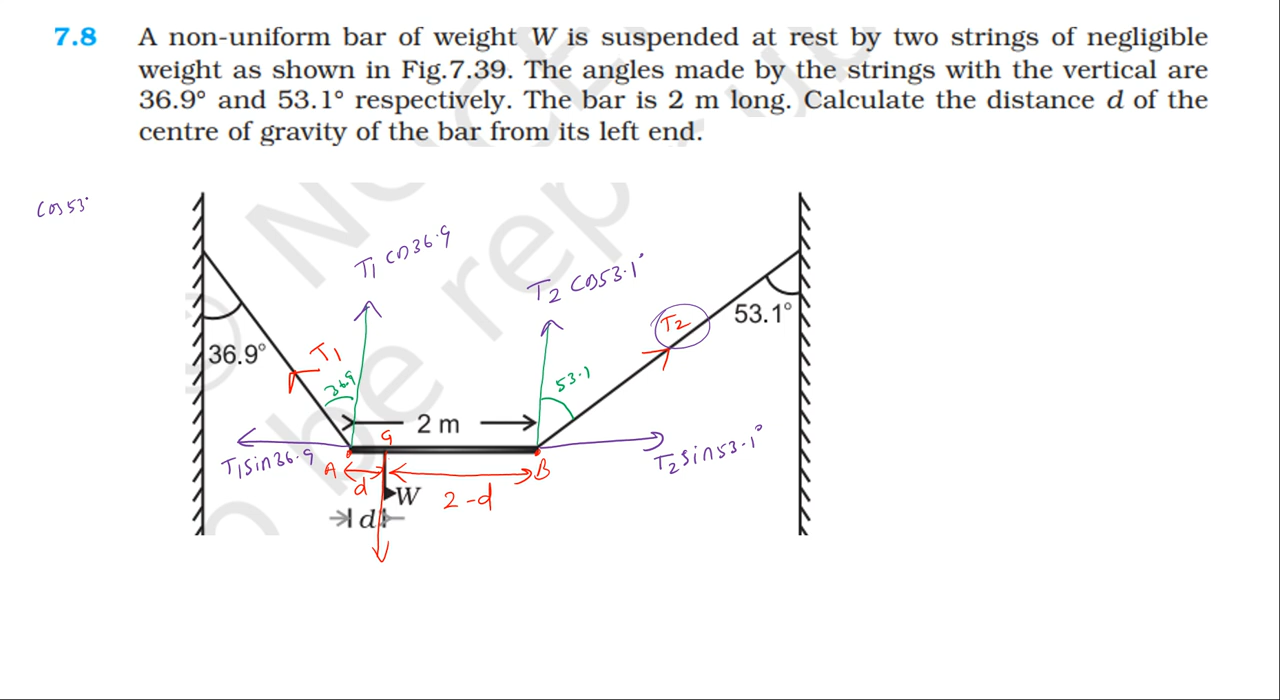 7.8 A non-uniform bar of weight W is suspended at rest by two strings of negligible
weight as shown in Fig.7.39. The angles made by the strings with the vertical are
36.9° and 53.1° respectively. The bar is 2 m long. Calculate the distance d of the
centre of gravity of the bar from its left end.
Cos 53°
T1 cos36.9
T2 Cos53.1°
T2
53.1°
36.9°
T1
36.9
53.1
2 m
G
T1sin36.9
A
B
T2sin53.1°
d
W
2-d
d